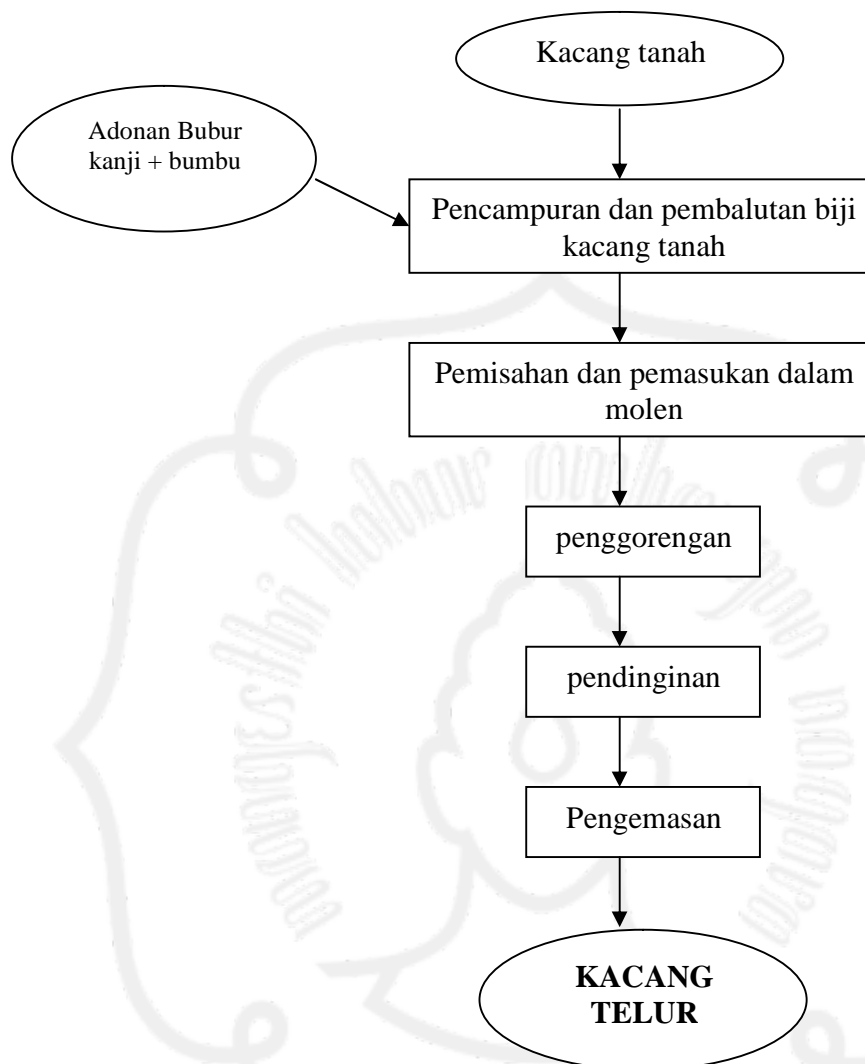 Kacang tanah
Adonan Bubur
kanji + bumbu
Pencampuran dan pembalutan biji
kacang tanah
Pemisahan dan pemasukan dalam
molen
penggorengan
pendinginan
Pengemasan
KACANG
TELUR